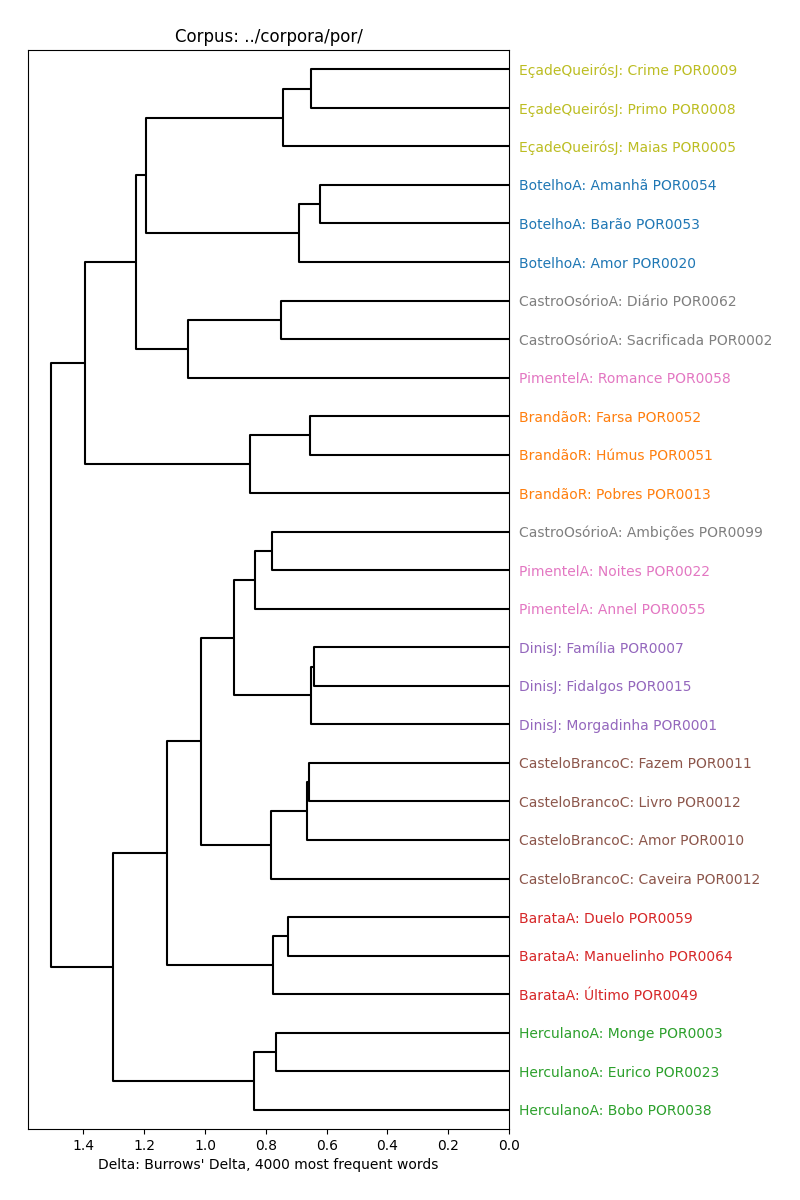 Corpus: ../corpora/por/
EçadeQueirósJ: Crime POR0009
EçadeQueirósJ: Primo POR0008
EçadeQueirósJ: Maias POR0005
BotelhoA: Amanhã POR0054
BotelhoA: Barão POR0053
BotelhoA: Amor POR0020
CastroOsórioA: Diário POR0062
CastroOsórioA: Sacrificada POR0002
PimentelA: Romance POR0058
BrandãoR: Farsa POR0052
BrandãoR: Húmus POR0051
BrandãoR: Pobres POR0013
CastroOsórioA: Ambições POR0099
PimentelA: Noites POR0022
PimentelA: Annel POR0055
DinisJ: Família POR0007
DinisJ: Fidalgos POR0015
DinisJ: Morgadinha POR0001
CasteloBrancoC: Fazem POR0011
CasteloBrancoC: Livro POR0012
CasteloBrancoC: Amor POR0010
CasteloBrancoC: Caveira POR0012
BarataA: Duelo POR0059
BarataA: Manuelinho POR0064
BarataA: Último POR0049
HerculanoA: Monge POR0003
HerculanoA: Eurico POR0023
HerculanoA: Bobo POR0038
1.4 1.2 1.0 0.8 0.6 0.4 0.2 0.0
Delta: Burrows' Delta, 4000 most frequent words